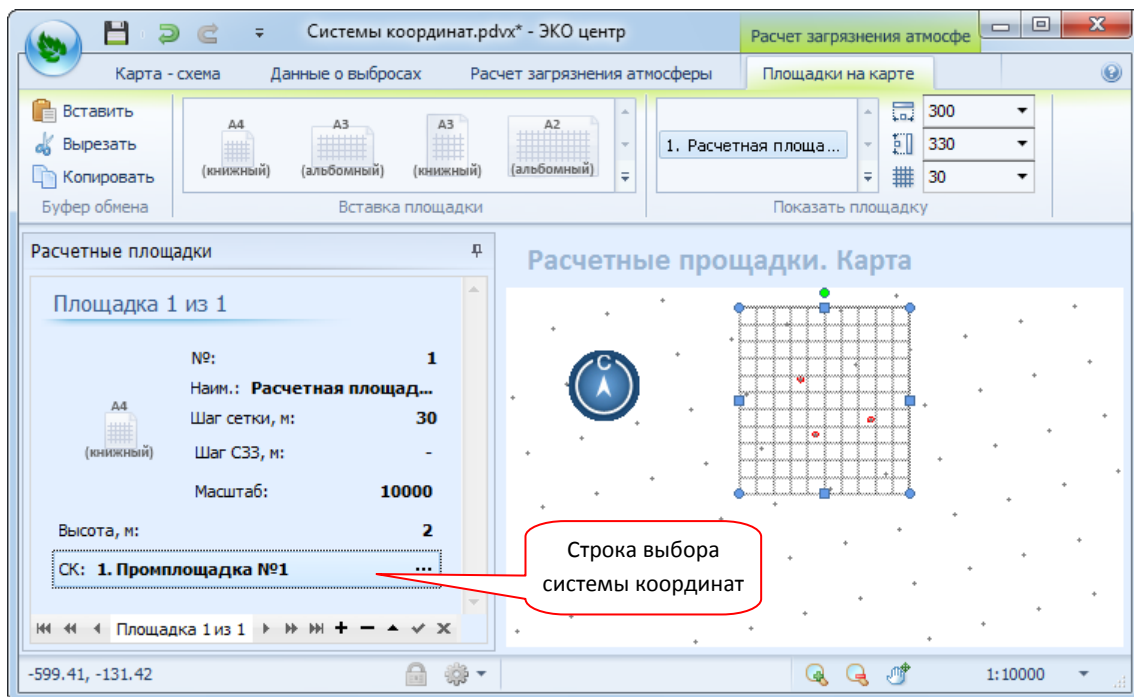 Системы координат.pdvx* - ЭКО центр
Расчет загрязнения атмосфе
Карта - схема
Данные о выбросах
Расчет загрязнения атмосферы
Площадки на карте
Вставить
Вырезать
Копировать
Буфер обмена
A4
(книжный)
A3
(альбомный)
A3
(книжный)
A2
(альбомный)
Вставка площадки
1. Расчетная площа...
300
330
30
Показать площадку
Расчетные площадки
Площадка 1 из 1
№: 1
Наим.: Расчетная площад...
A4
(книжный)
Шаг сетки, м: 30
Шаг СЗЗ, м: -
Масштаб: 10000
Высота, м: 2
СК: 1. Промплощадка №1 ...
Площадка 1 из 1
Расчетные прощадки. Карта
С
Строка выбора
системы координат
-599.41, -131.42
1:10000